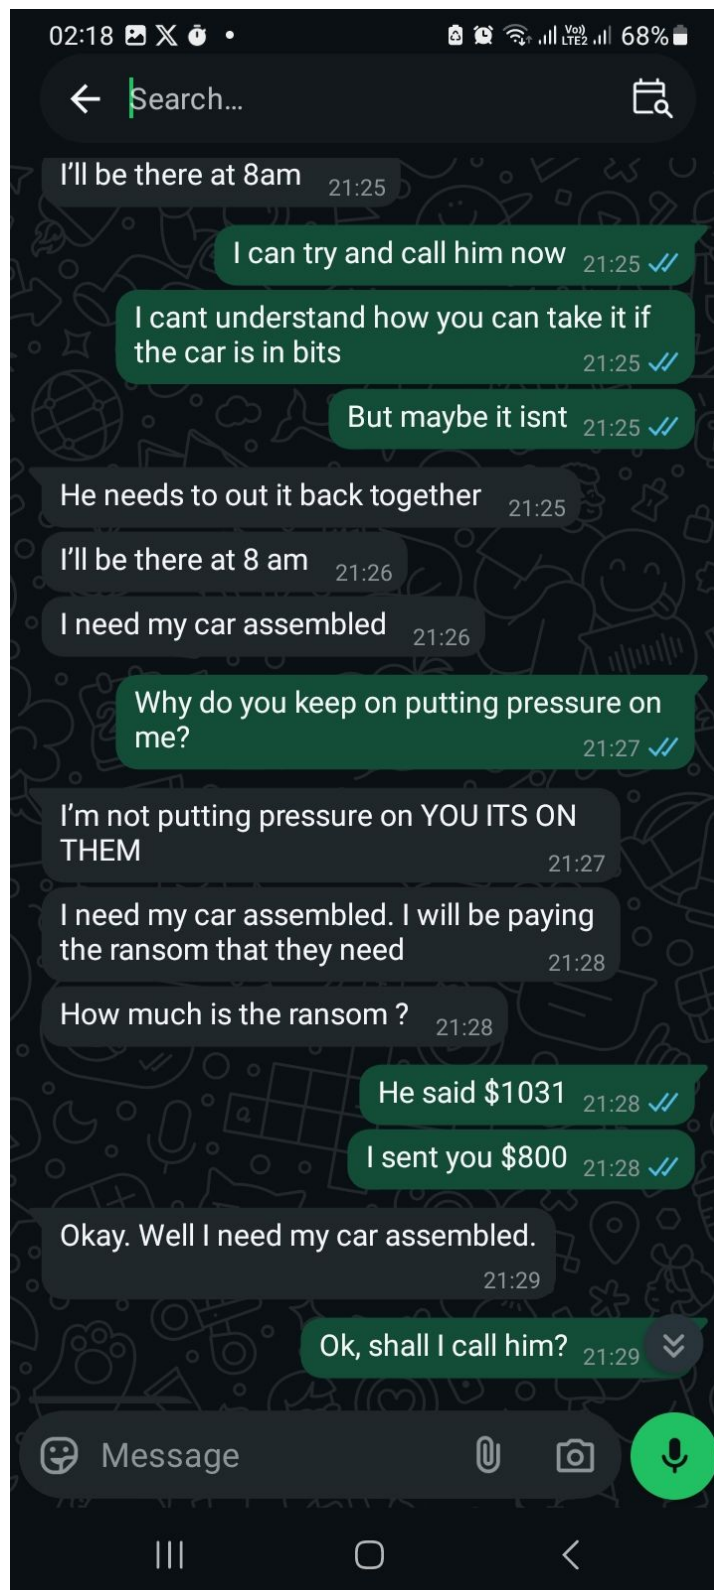 02:18
Vo))
LTE2
68%
Search...
I'll be there at 8am 21:25
I can try and call him now 21:25
I cant understand how you can take it if
the car is in bits 21:25
But maybe it isnt 21:25
He needs to out it back together 21:25
I'll be there at 8 am 21:26
I need my car assembled 21:26
Why do you keep on putting pressure on
me? 21:27
I'm not putting pressure on YOU ITS ON
THEM 21:27
I need my car assembled. I will be paying
the ransom that they need 21:28
How much is the ransom ? 21:28
He said $1031 21:28
I sent you $800 21:28
Okay. Well I need my car assembled.
21:29
Ok, shall I call him? 21:29
Message